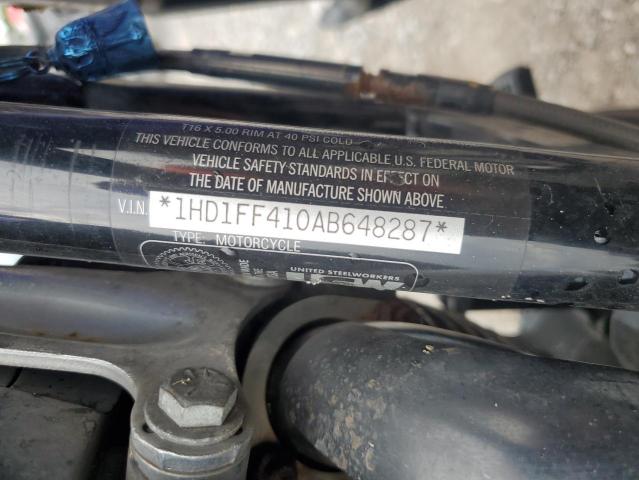 T16 X 5.00 RIM AT 40 PSI COLD
THIS VEHICLE CONFORMS TO ALL APPLICABLE U.S. FEDERAL MOTOR
VEHICLE SAFETY STANDARDS IN EFFECT ON
THE DATE OF MANUFACTURE SHOWN ABOVE.
V.I.N. *1HD1FF410AB648287*
TYPE: MOTORCYCLE
MADE
UNITED STEELWORKERS